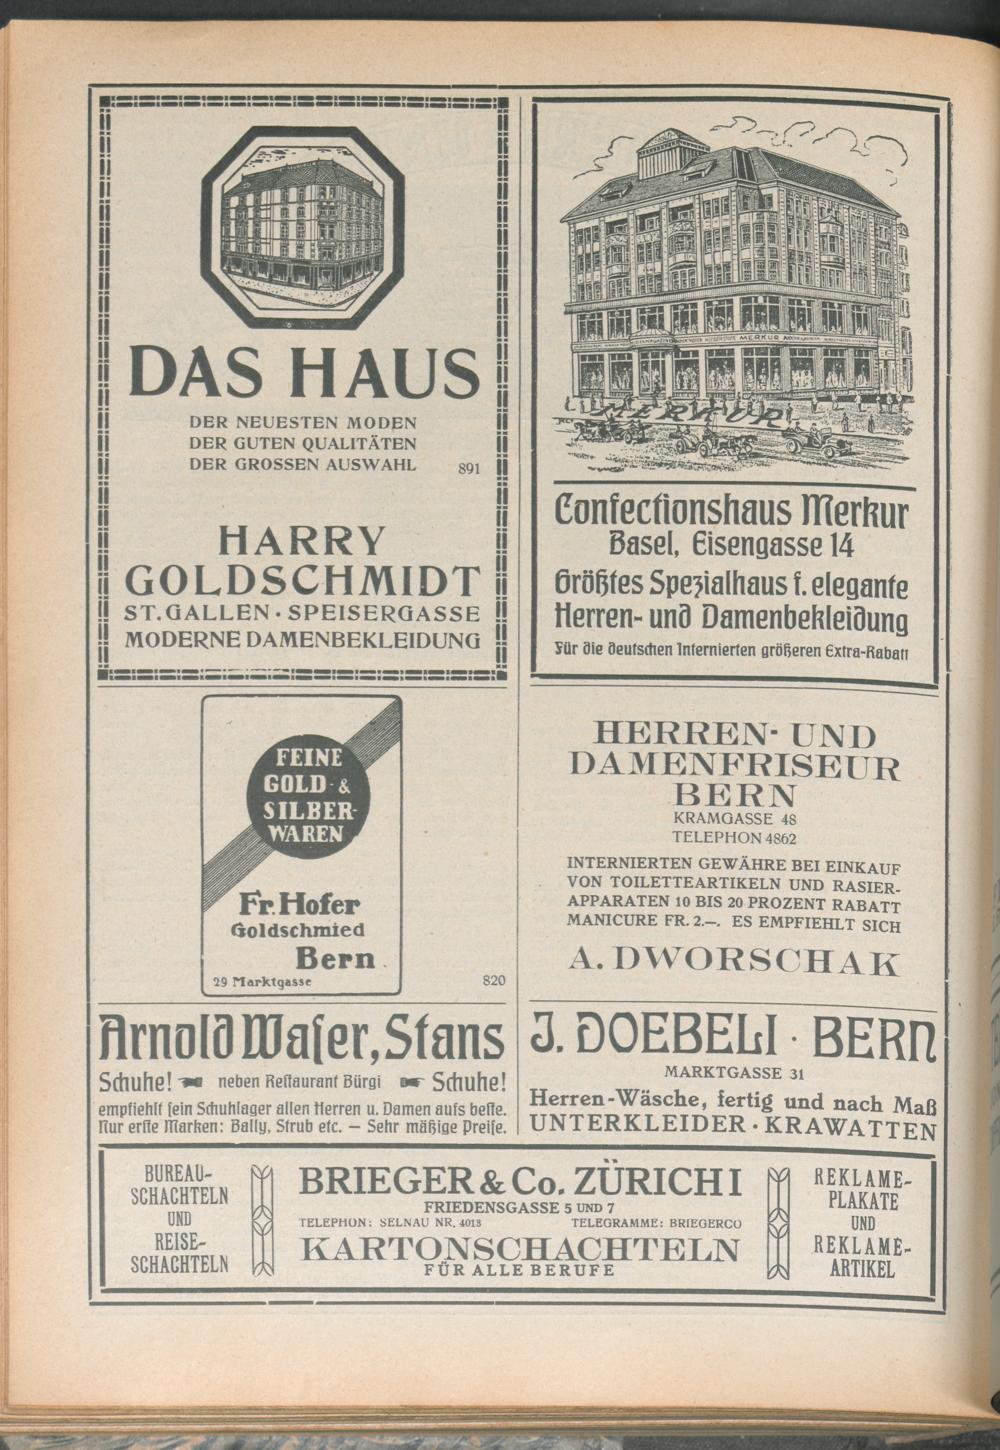 DAS HAUS
DER NEUESTEN MODEN
DER GUTEN QUALITÄTEN
DER GROSSEN AUSWAHL 891
HARRY
GOLDSCHMIDT
ST. GALLEN · SPEISERGASSE
MODERNE DAMENBEKLEIDUNG
MERKUR
MERKUR
Confectionshaus Merkur
Basel, Eisengasse 14
Größtes Spezialhaus f. elegante
Herren- und Damenbekleidung
Für die deutschen Internierten größeren Extra-Rabatt
FEINE
GOLD- &
SILBER-
WAREN
Fr. Hofer
Goldschmied
Bern
29 Marktgasse
820
HERREN- UND
DAMENFRISEUR
BERN
KRAMGASSE 48
TELEPHON 4862
INTERNIERTEN GEWÄHRE BEI EINKAUF
VON TOILETTEARTIKELN UND RASIER-
APPARATEN 10 BIS 20 PROZENT RABATT
MANICURE FR. 2.—. ES EMPFIEHLT SICH
A. DWORSCHAK
Arnold Waser, Stans
Schuhe! neben Restaurant Bürgi Schuhe!
empfiehlt sein Schuhlager allen Herren u. Damen aufs beste.
Nur erste Marken: Bally, Strub etc. — Sehr mäßige Preise.
J. DOEBELI · BERN
MARKTGASSE 31
Herren-Wäsche, fertig und nach Maß
UNTERKLEIDER · KRAWATTEN
BUREAU-
SCHACHTELN
UND
REISE-
SCHACHTELN
BRIEGER & Co. ZÜRICH I
FRIEDENSGASSE 5 UND 7
TELEPHON: SELNAU NR. 4013 TELEGRAMME: BRIEGERCO
KARTONSCHACHTELN
FÜR ALLE BERUFE
REKLAME-
PLAKATE
UND
REKLAME-
ARTIKEL